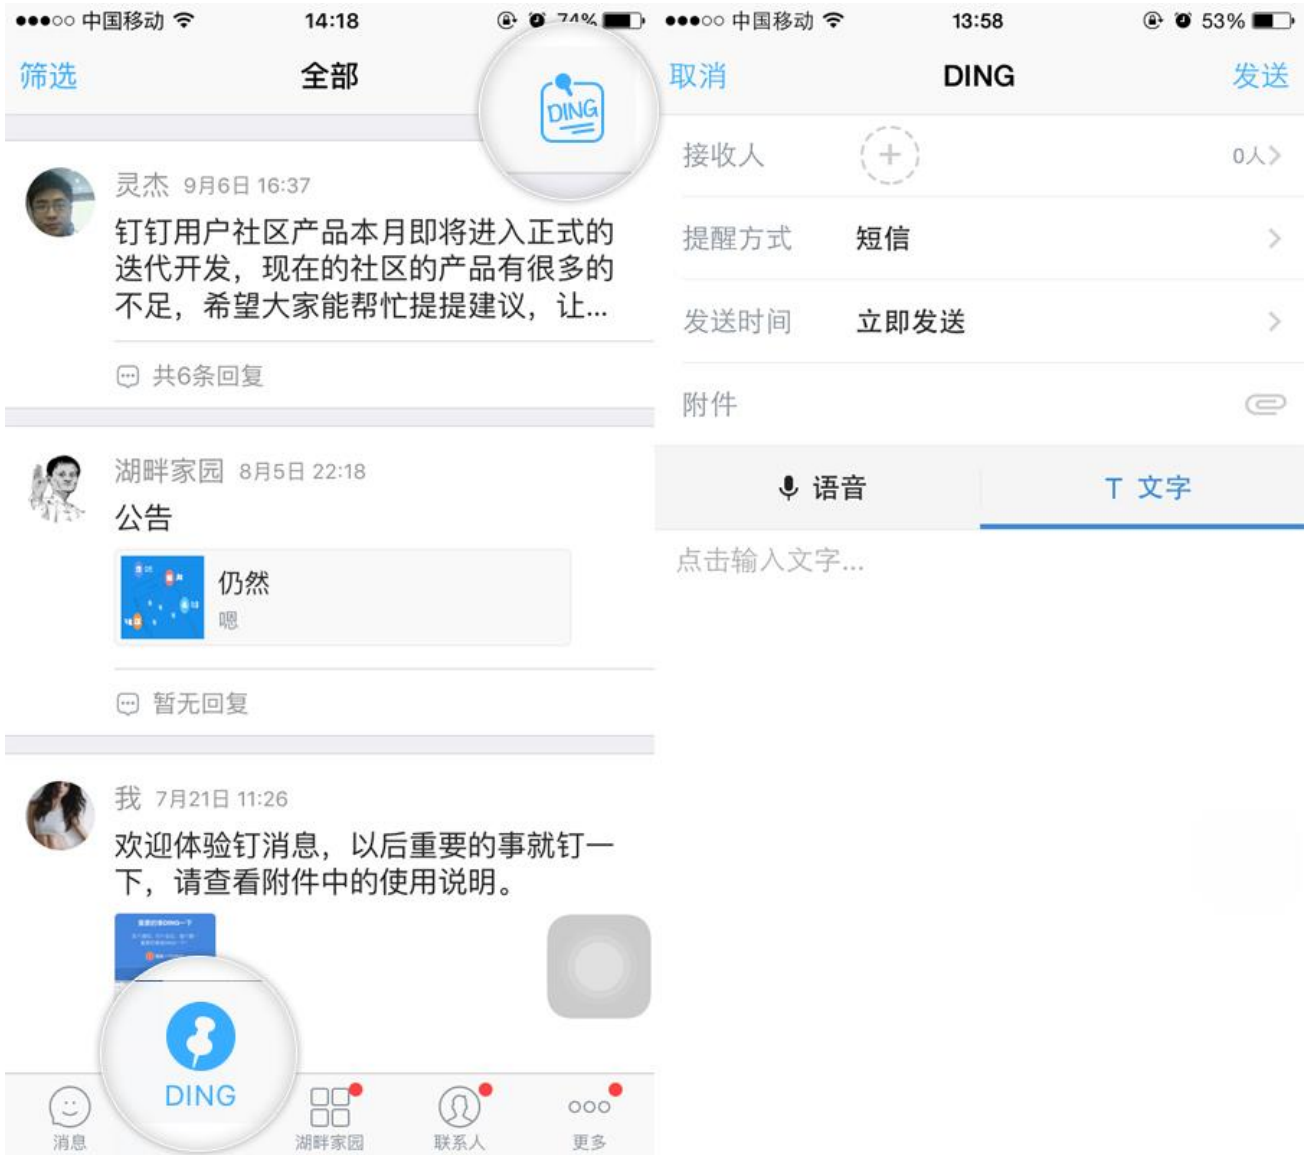 中国移动 14:18 74%
筛选 全部
DING
灵杰 9月6日 16:37
钉钉用户社区产品本月即将进入正式的
迭代开发，现在的社区的产品有很多的
不足，希望大家能帮忙提提建议，让...
共6条回复
湖畔家园 8月5日 22:18
公告
仍然
嗯
暂无回复
我 7月21日 11:26
欢迎体验钉消息，以后重要的事就钉一
下，请查看附件中的使用说明。
DING
消息 湖畔家园 联系人 更多
中国移动 13:58 53%
取消 DING 发送
接收人 0人
提醒方式 短信
发送时间 立即发送
附件
语音 T 文字
点击输入文字...